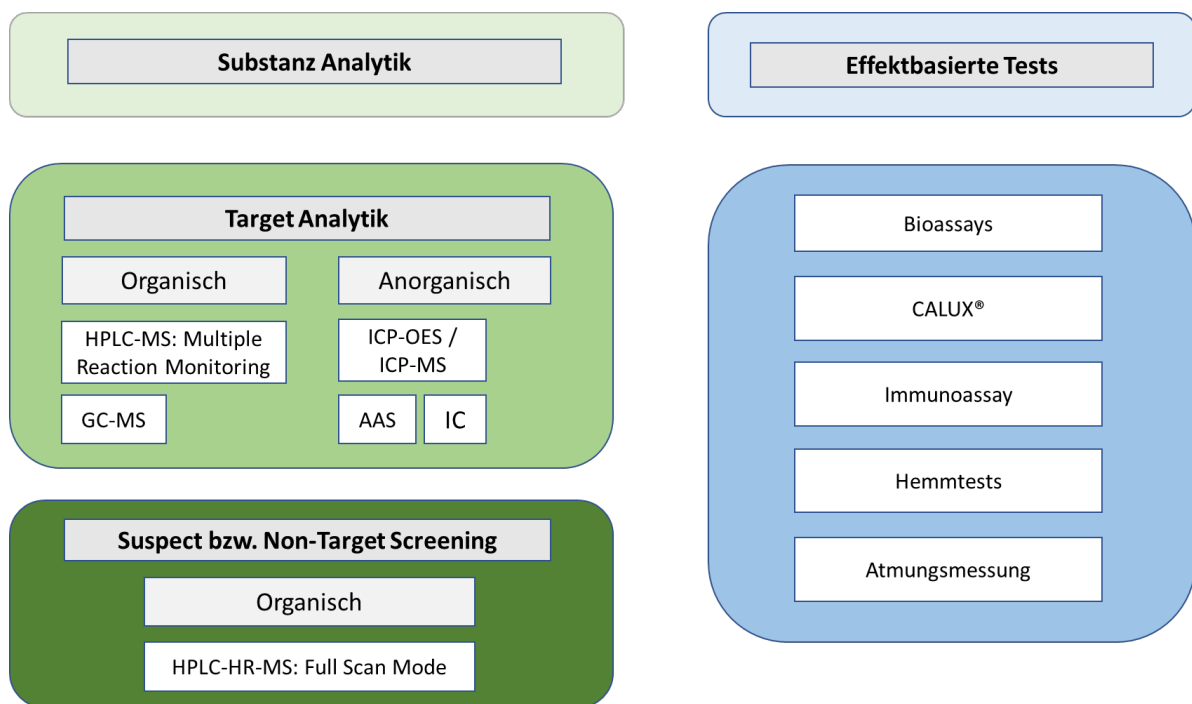 Substanz Analytik
Effektbasierte Tests
Target Analytik
Organisch
Anorganisch
HPLC-MS: Multiple
Reaction Monitoring
ICP-OES /
ICP-MS
GC-MS
AAS
IC
Suspect bzw. Non-Target Screening
Organisch
HPLC-HR-MS: Full Scan Mode
Bioassays
CALUX®
Immunoassay
Hemmtests
Atmungsmessung